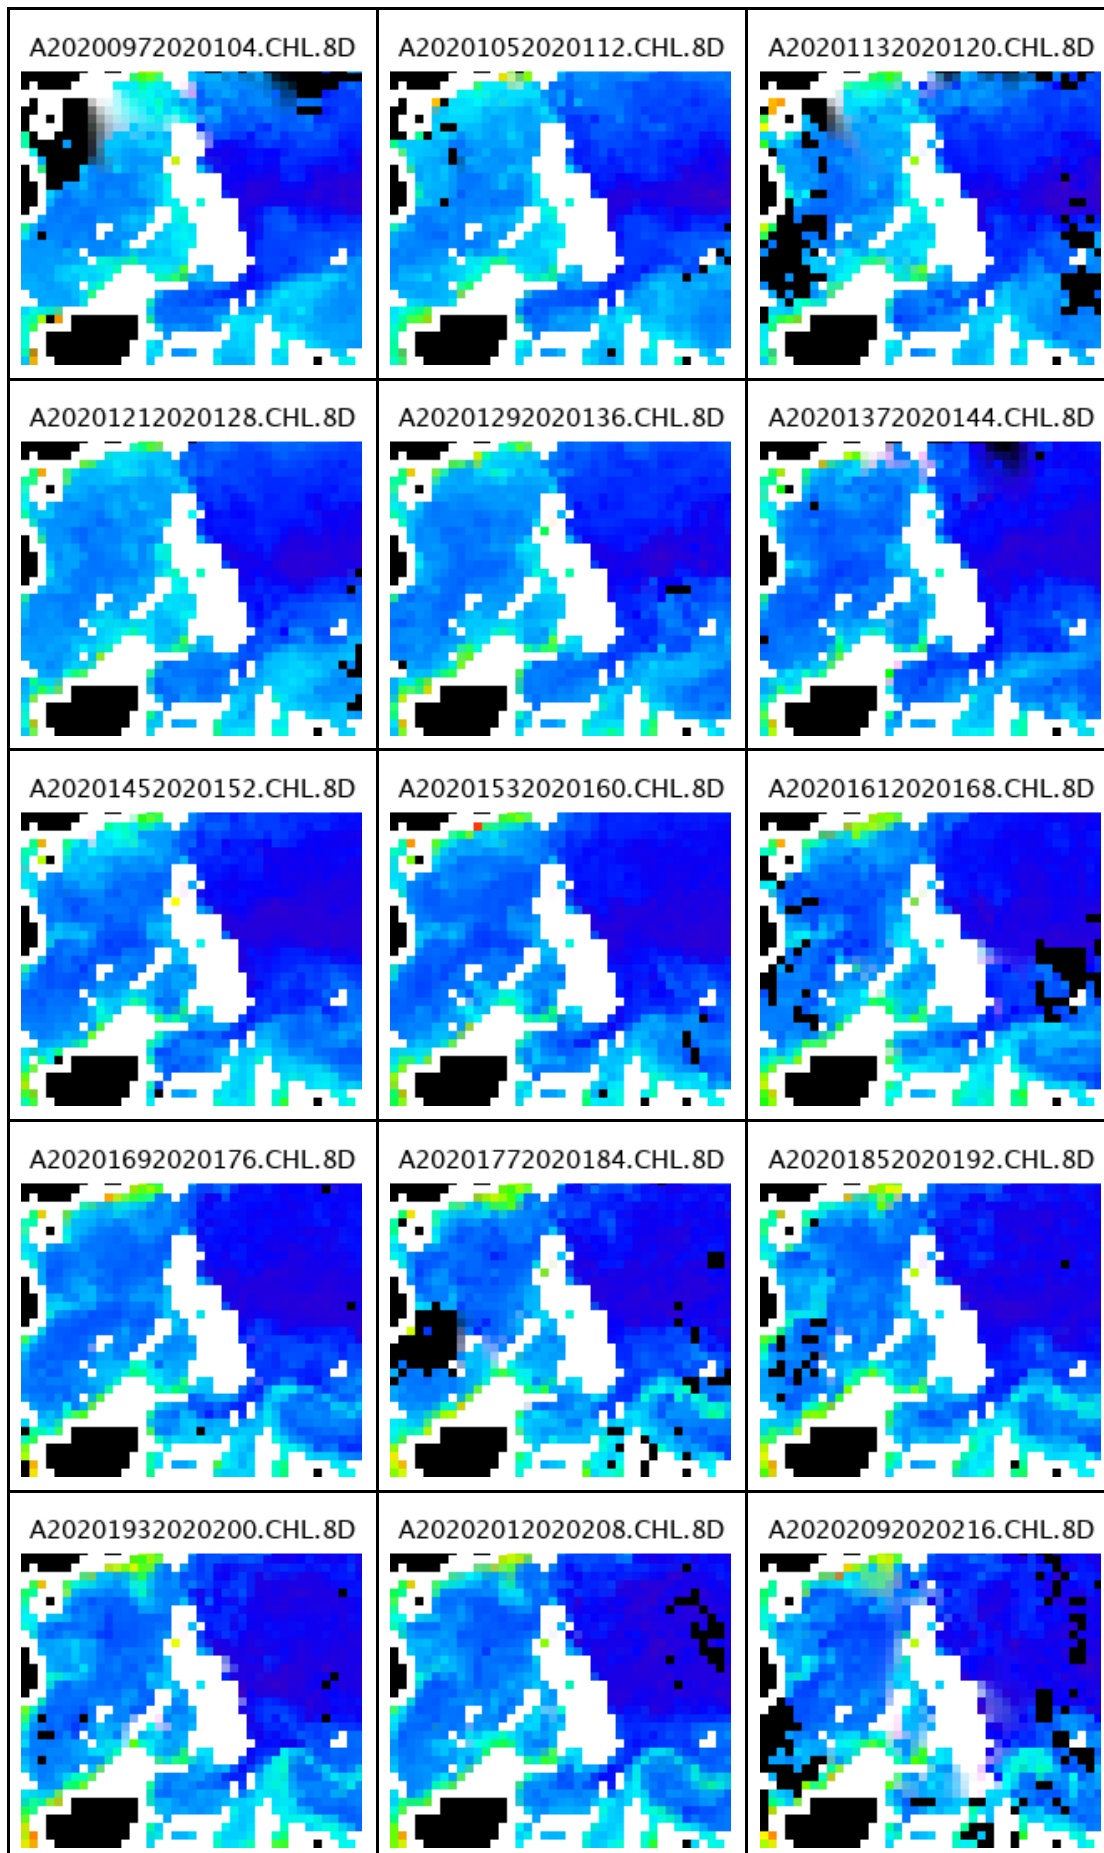 A20200972020104.CHL.8D
A20201052020112.CHL.8D
A20201132020120.CHL.8D
A20201212020128.CHL.8D
A20201292020136.CHL.8D
A20201372020144.CHL.8D
A20201452020152.CHL.8D
A20201532020160.CHL.8D
A20201612020168.CHL.8D
A20201692020176.CHL.8D
A20201772020184.CHL.8D
A20201852020192.CHL.8D
A20201932020200.CHL.8D
A20202012020208.CHL.8D
A20202092020216.CHL.8D